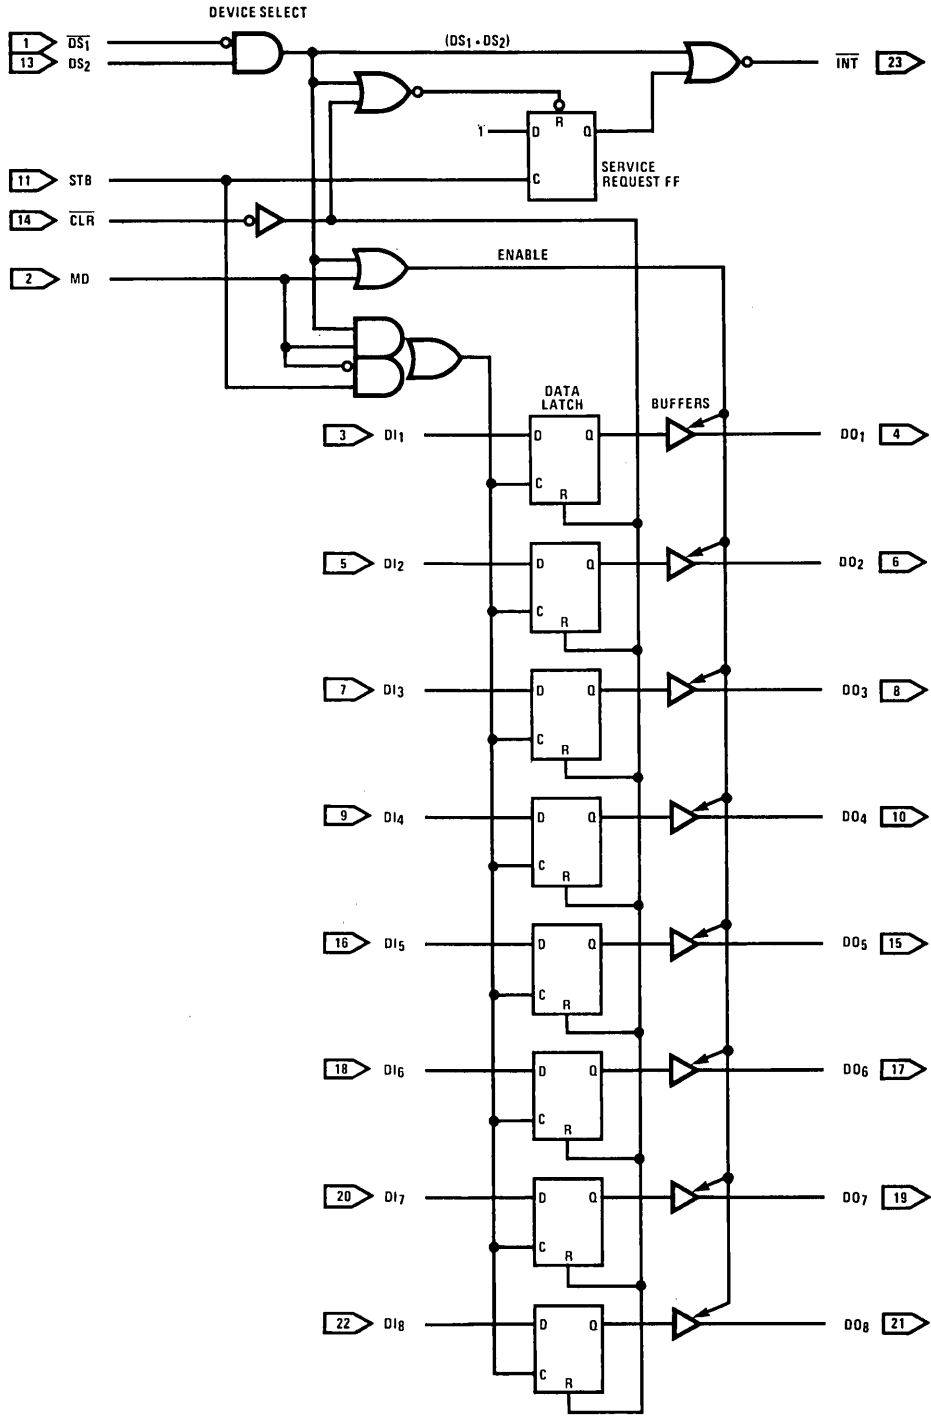 DEVICE SELECT
1 DS1
13 DS2
(DS1 • DS2)
INT 23
R
1 D Q
C
SERVICE
REQUEST FF
11 STB
14 CLR
2 MD
ENABLE
DATA
LATCH
BUFFERS
3 DI1 D Q DO1 4
C
R
5 DI2 D Q DO2 6
C
R
7 DI3 D Q DO3 8
C
R
9 DI4 D Q DO4 10
C
R
16 DI5 D Q DO5 15
C
R
18 DI6 D Q DO6 17
C
R
20 DI7 D Q DO7 19
C
R
22 DI8 D Q DO8 21
C
R